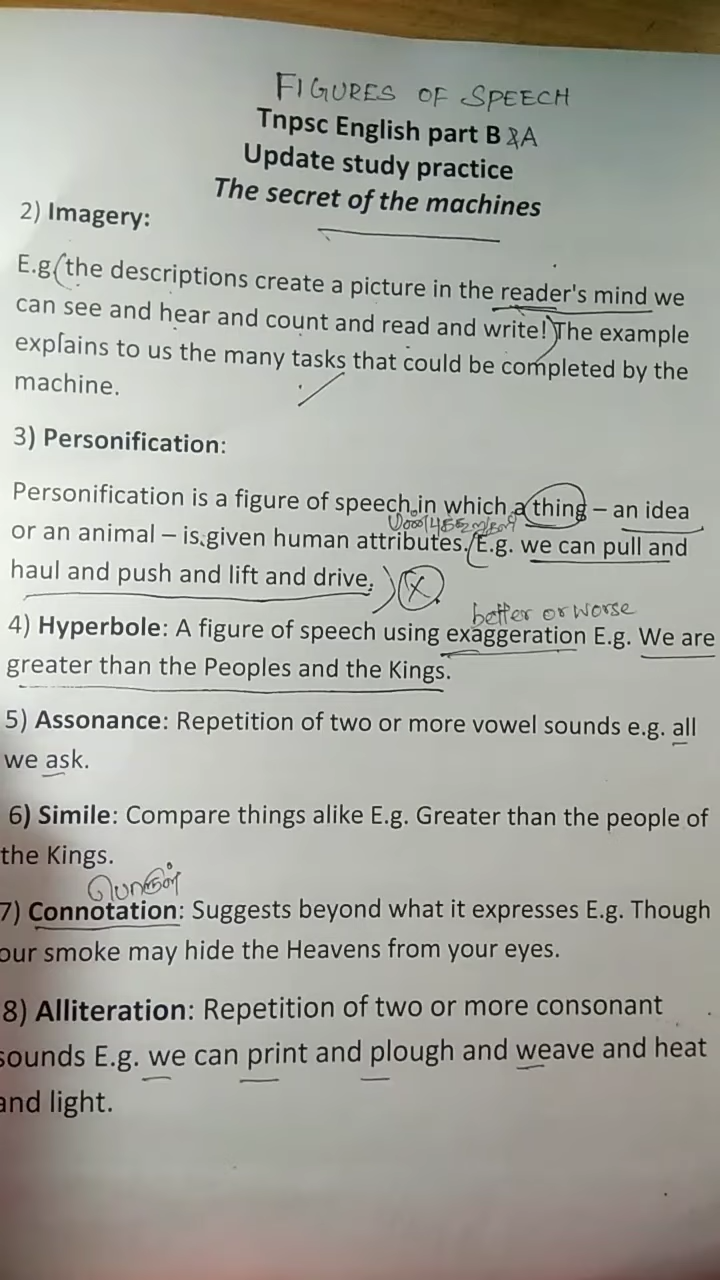 FIGURES OF SPEECH
Tnpsc English part B &A
Update study practice
The secret of the machines
2) Imagery:
E.g. the descriptions create a picture in the reader's mind we
can see and hear and count and read and write! The example
explains to us the many tasks that could be completed by the
machine.
3) Personification:
Personification is a figure of speech in which a thing – an idea
or an animal – is given human attributes. E.g. we can pull and
haul and push and lift and drive.
better or worse
4) Hyperbole: A figure of speech using exaggeration E.g. We are
greater than the Peoples and the Kings.
5) Assonance: Repetition of two or more vowel sounds e.g. all
we ask.
6) Simile: Compare things alike E.g. Greater than the people of
the Kings.
பொருள்
7) Connotation: Suggests beyond what it expresses E.g. Though
our smoke may hide the Heavens from your eyes.
8) Alliteration: Repetition of two or more consonant
sounds E.g. we can print and plough and weave and heat
and light.